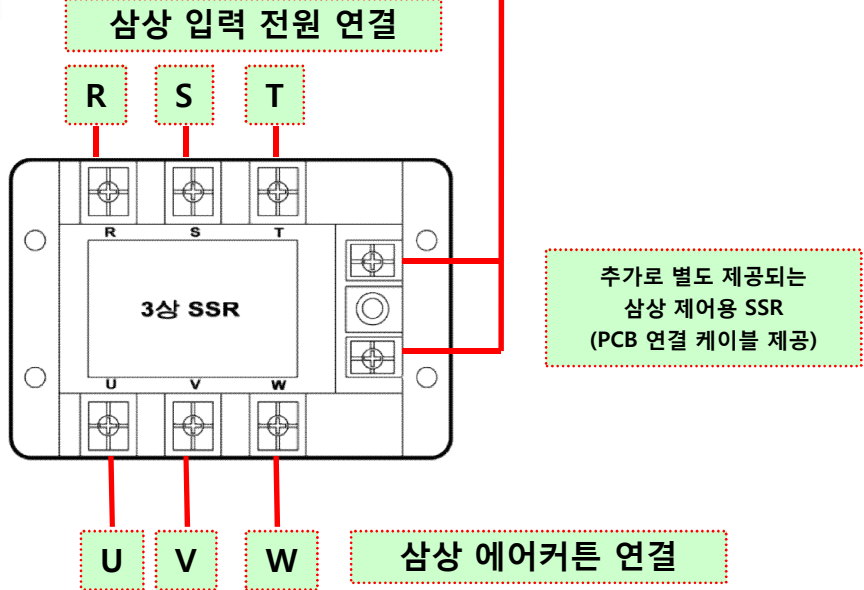 삼상 입력 전원 연결
R S T
R S T
3상 SSR
추가로 별도 제공되는
삼상 제어용 SSR
(PCB 연결 케이블 제공)
U V W
U V W
삼상 에어커튼 연결